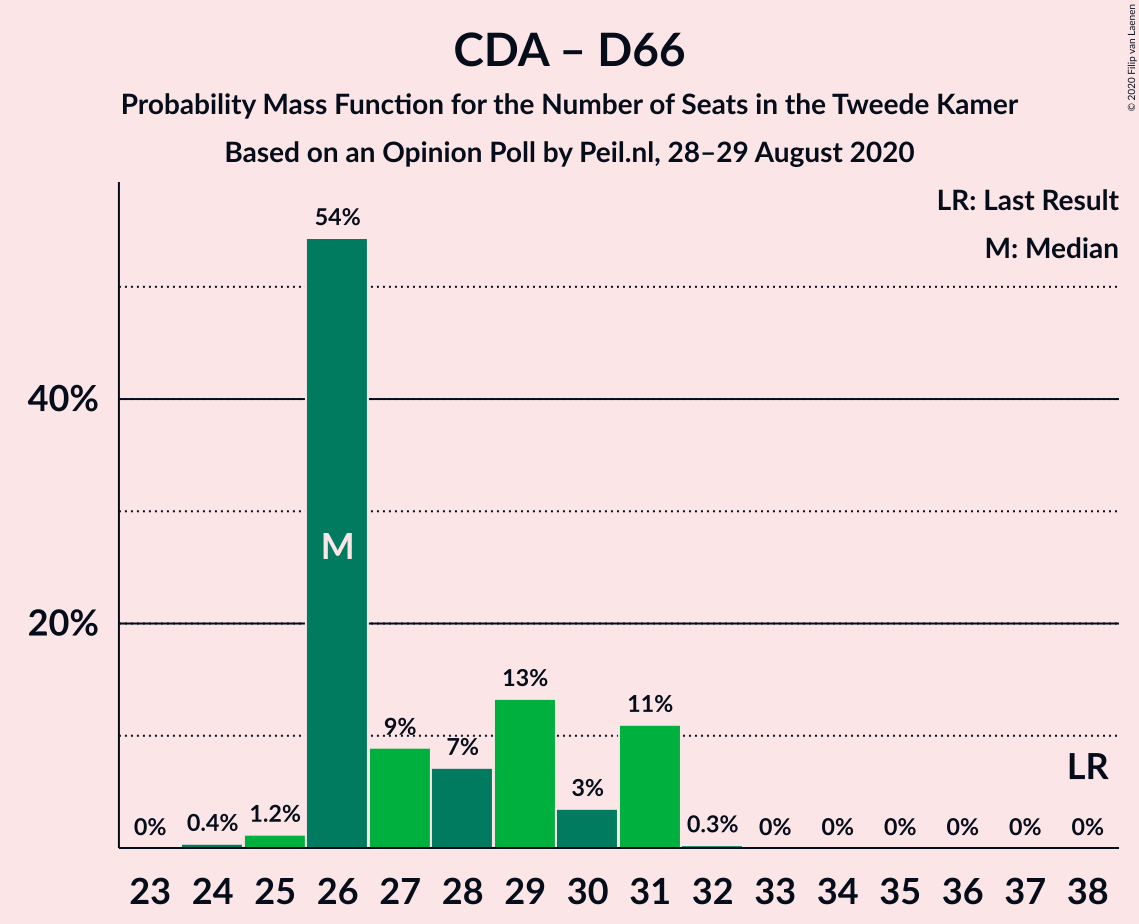 CDA – D66
Probability Mass Function for the Number of Seats in the Tweede Kamer
Based on an Opinion Poll by Peil.nl, 28–29 August 2020
© 2020 Filip van Laenen
LR: Last Result
M: Median
54%
40%
M
20%
13%
11%
9%
7%
LR
3%
1.2%
0.4%
0.3%
0% 0% 0% 0% 0% 0% 0%
23 24 25 26 27 28 29 30 31 32 33 34 35 36 37 38